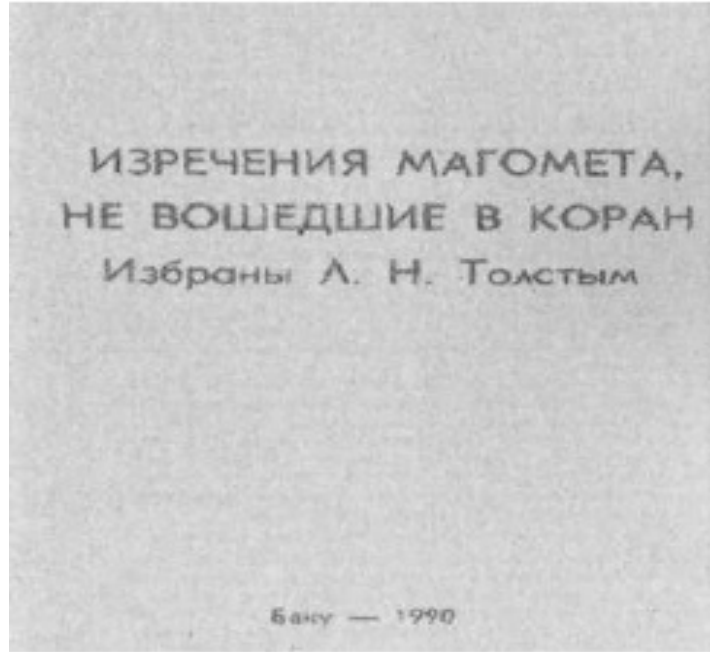 ИЗРЕЧЕНИЯ МАГОМЕТА,
НЕ ВОШЕДШИЕ В КОРАН
Избраны Л. Н. Толстым
Баку — 1990